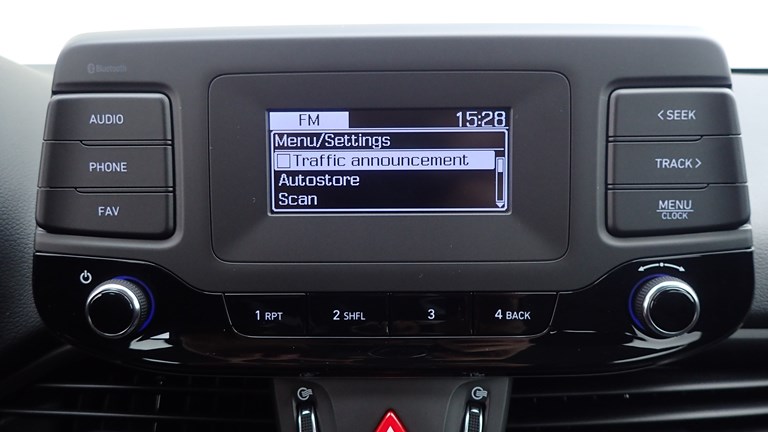 Bluetooth
AUDIO
PHONE
FAV
FM 15:28
Menu/Settings
Traffic announcement
Autostore
Scan
< SEEK
TRACK >
MENU
CLOCK
1 RPT
2 SHFL
3
4 BACK